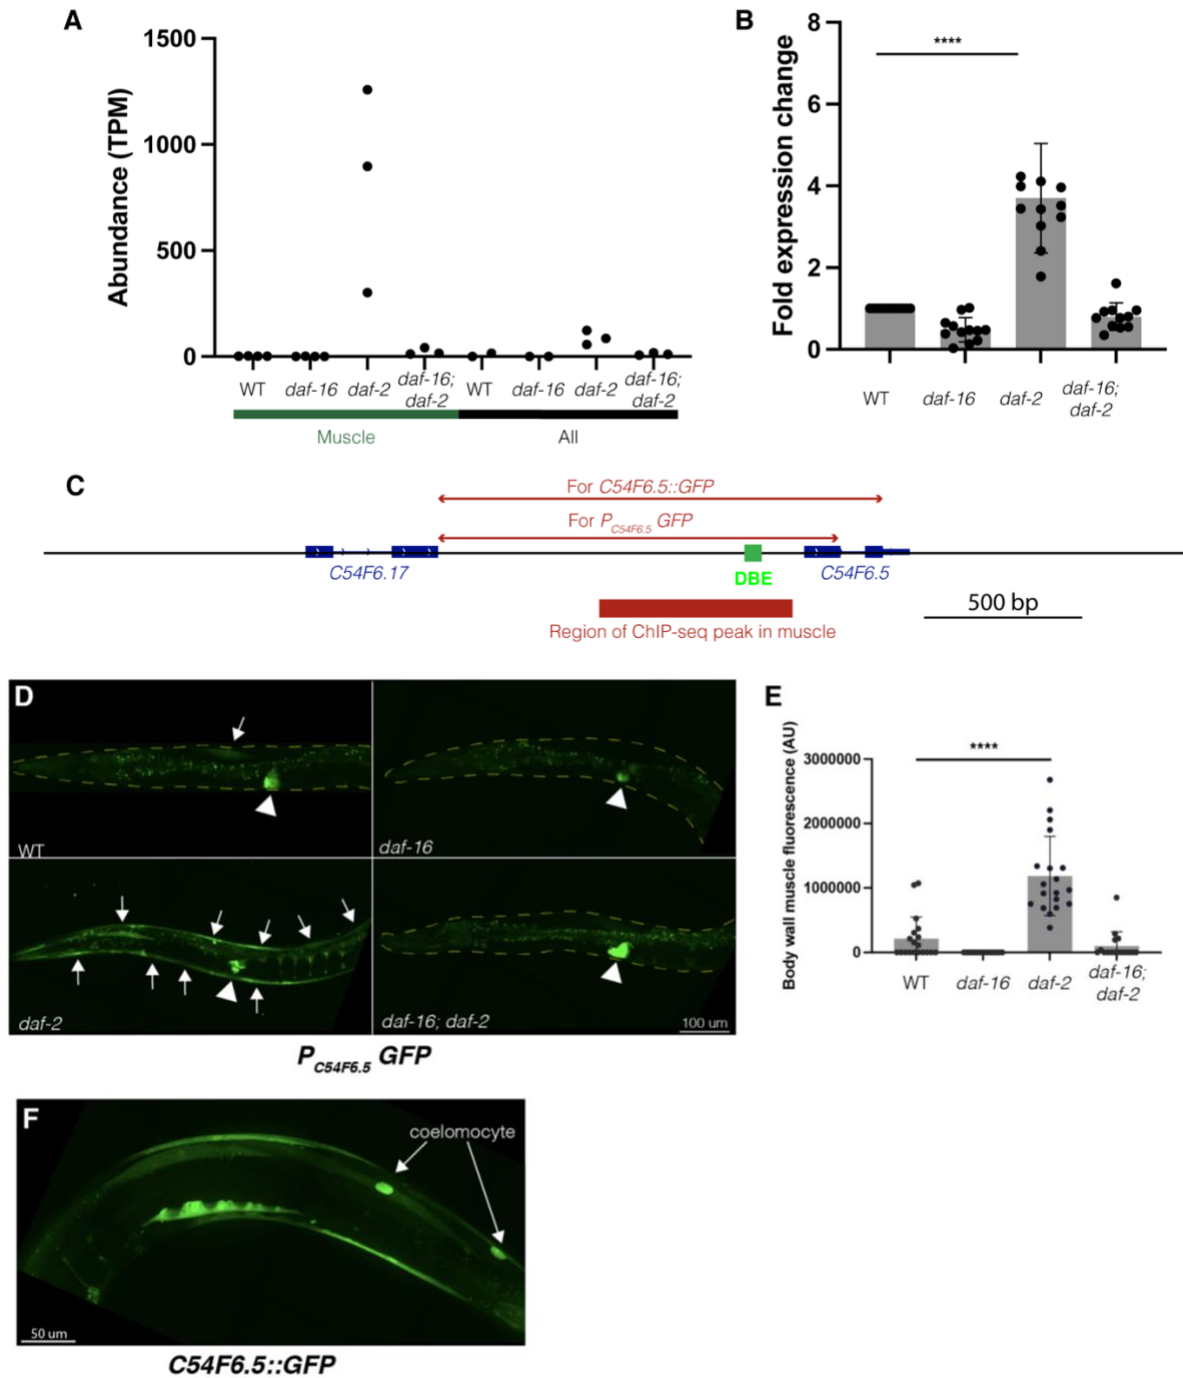 A
Abundance (TPM)
1500
1000
500
0
WT
daf-16
daf-2
daf-16;
daf-2
WT
daf-16
daf-2
daf-16;
daf-2
Muscle
All
B
Fold expression change
8
6
4
2
0
****
WT
daf-16
daf-2
daf-16;
daf-2
C
For C54F6.5::GFP
For PC54F6.5 GFP
C54F6.17
DBE
C54F6.5
500 bp
Region of ChIP-seq peak in muscle
D
WT
daf-16
daf-2
daf-16; daf-2
100 um
PC54F6.5 GFP
E
Body wall muscle fluorescence (AU)
3000000
2000000
1000000
0
****
WT
daf-16
daf-2
daf-16;
daf-2
F
coelomocyte
50 um
C54F6.5::GFP